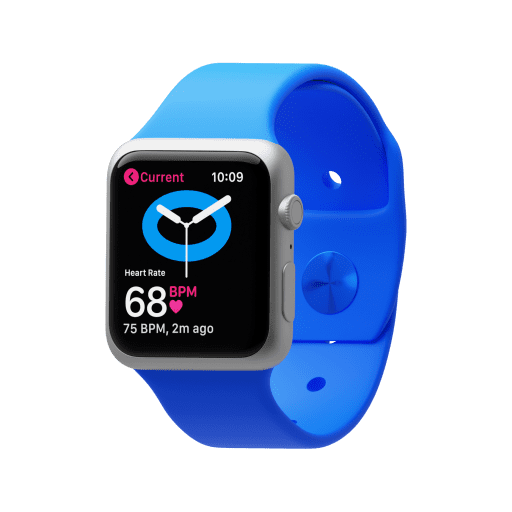 Current 10:09
Heart Rate
68 BPM
75 BPM, 2m ago